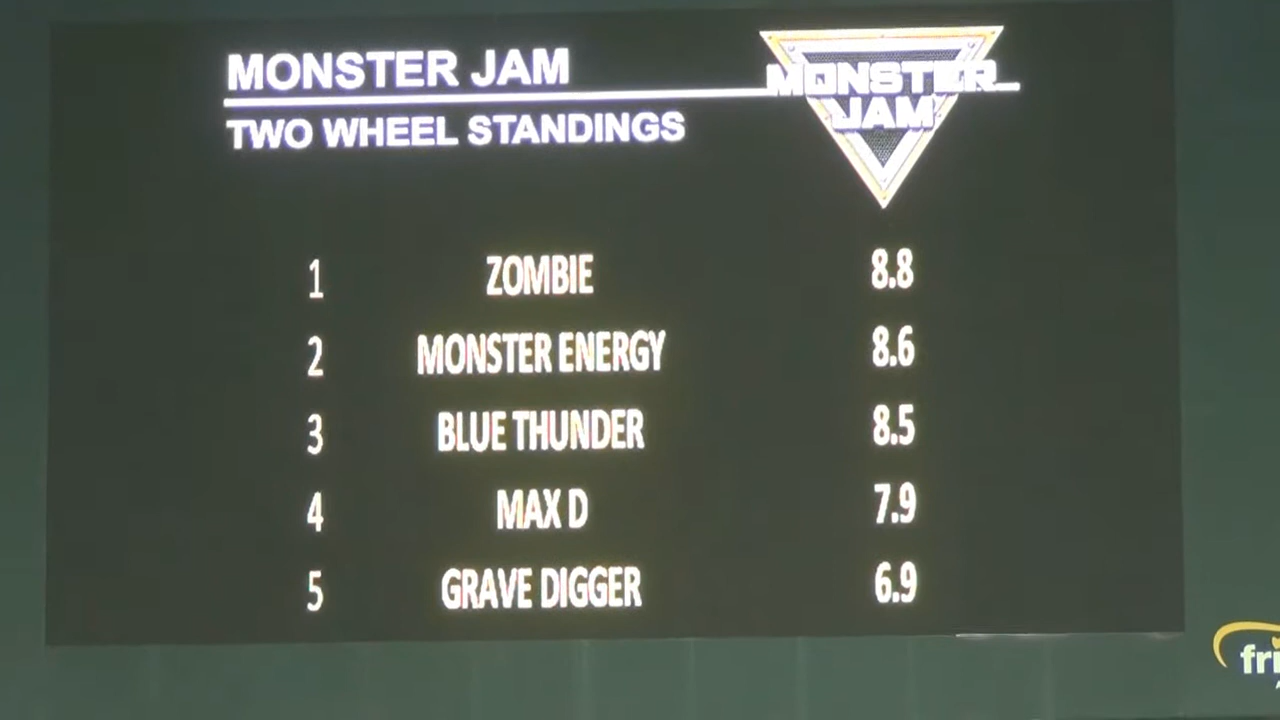 MONSTER JAM
MONSTER
JAM
TWO WHEEL STANDINGS
1 ZOMBIE 8.8
2 MONSTER ENERGY 8.6
3 BLUE THUNDER 8.5
4 MAX D 7.9
5 GRAVE DIGGER 6.9